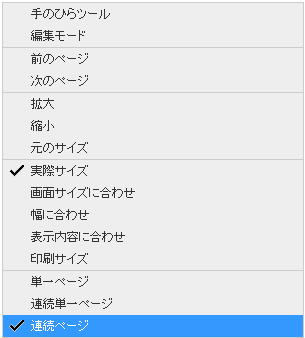 手のひらツール
編集モード
前のページ
次のページ
拡大
縮小
元のサイズ
実際サイズ
画面サイズに合わせ
幅に合わせ
表示内容に合わせ
印刷サイズ
単一ページ
連続単一ページ
連続ページ